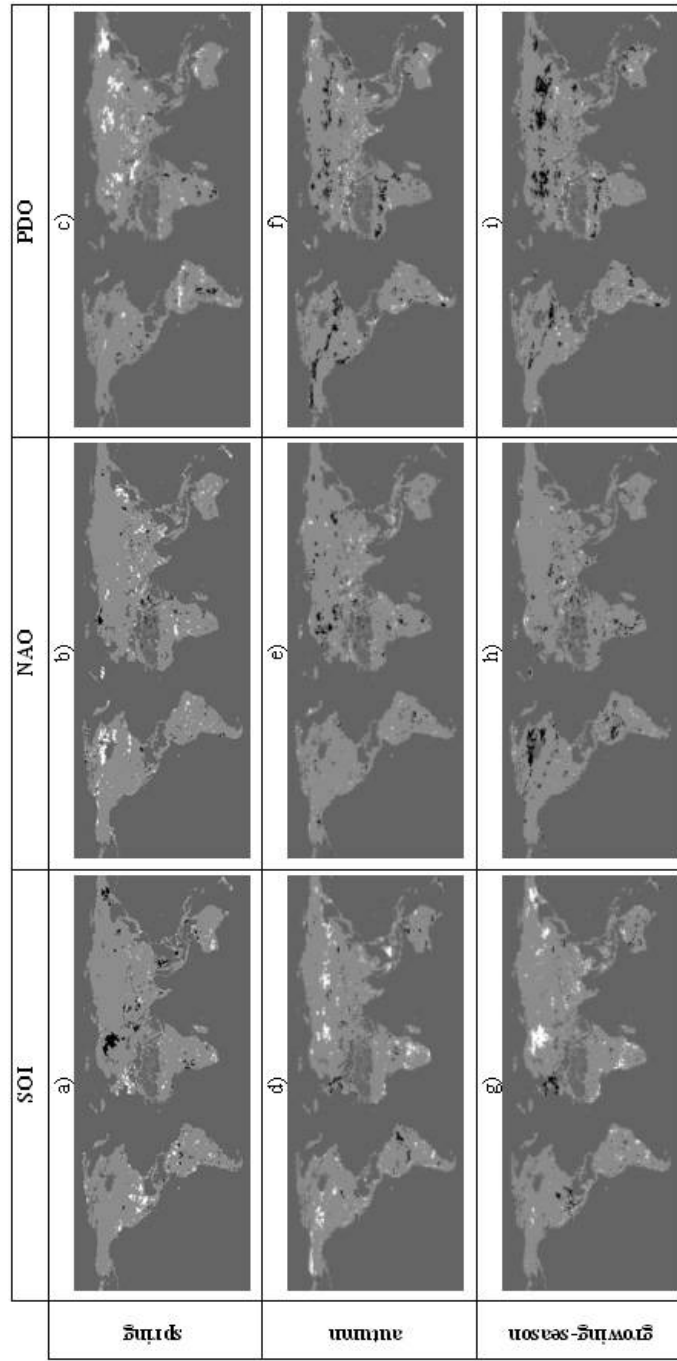 SOI NAO PDO
spring
a) b) c)
autumn
d) e) f)
growing-season
g) h) i)